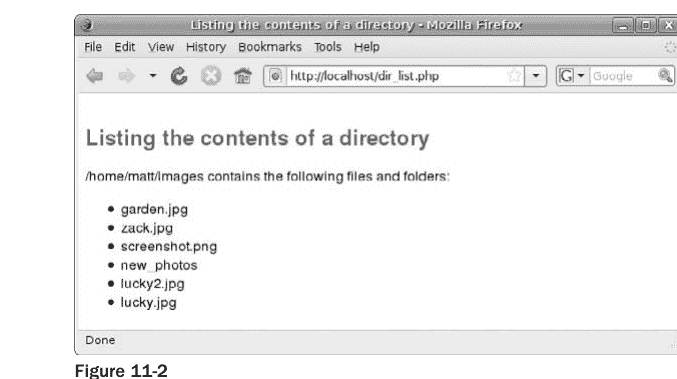 Listing the contents of a directory - Mozilla Firefox
File Edit View History Bookmarks Tools Help
http://localhost/dir_list.php
G
Google
Listing the contents of a directory
/home/matt/images contains the following files and folders:
• garden.jpg
• zack.jpg
• screenshot.png
• new_photos
• lucky2.jpg
• lucky.jpg
Done
Figure 11-2